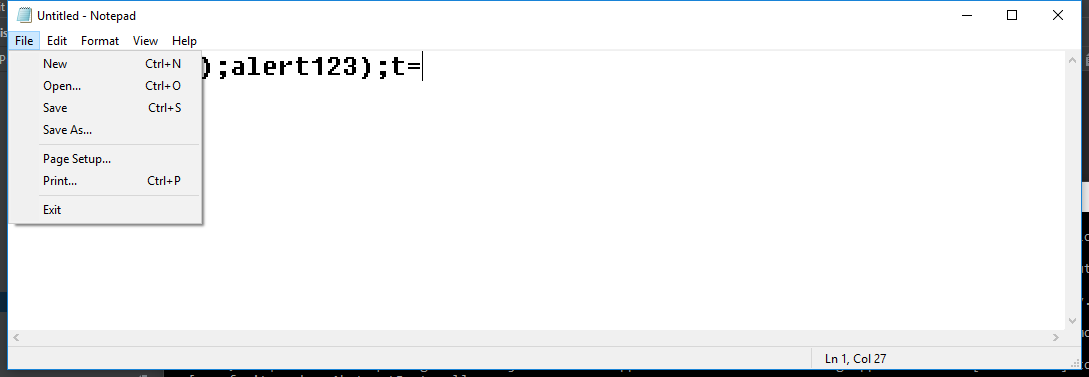 Untitled - Notepad
File Edit Format View Help
);alert123);t=
New Ctrl+N
Open... Ctrl+O
Save Ctrl+S
Save As...
Page Setup...
Print... Ctrl+P
Exit
Ln 1, Col 27